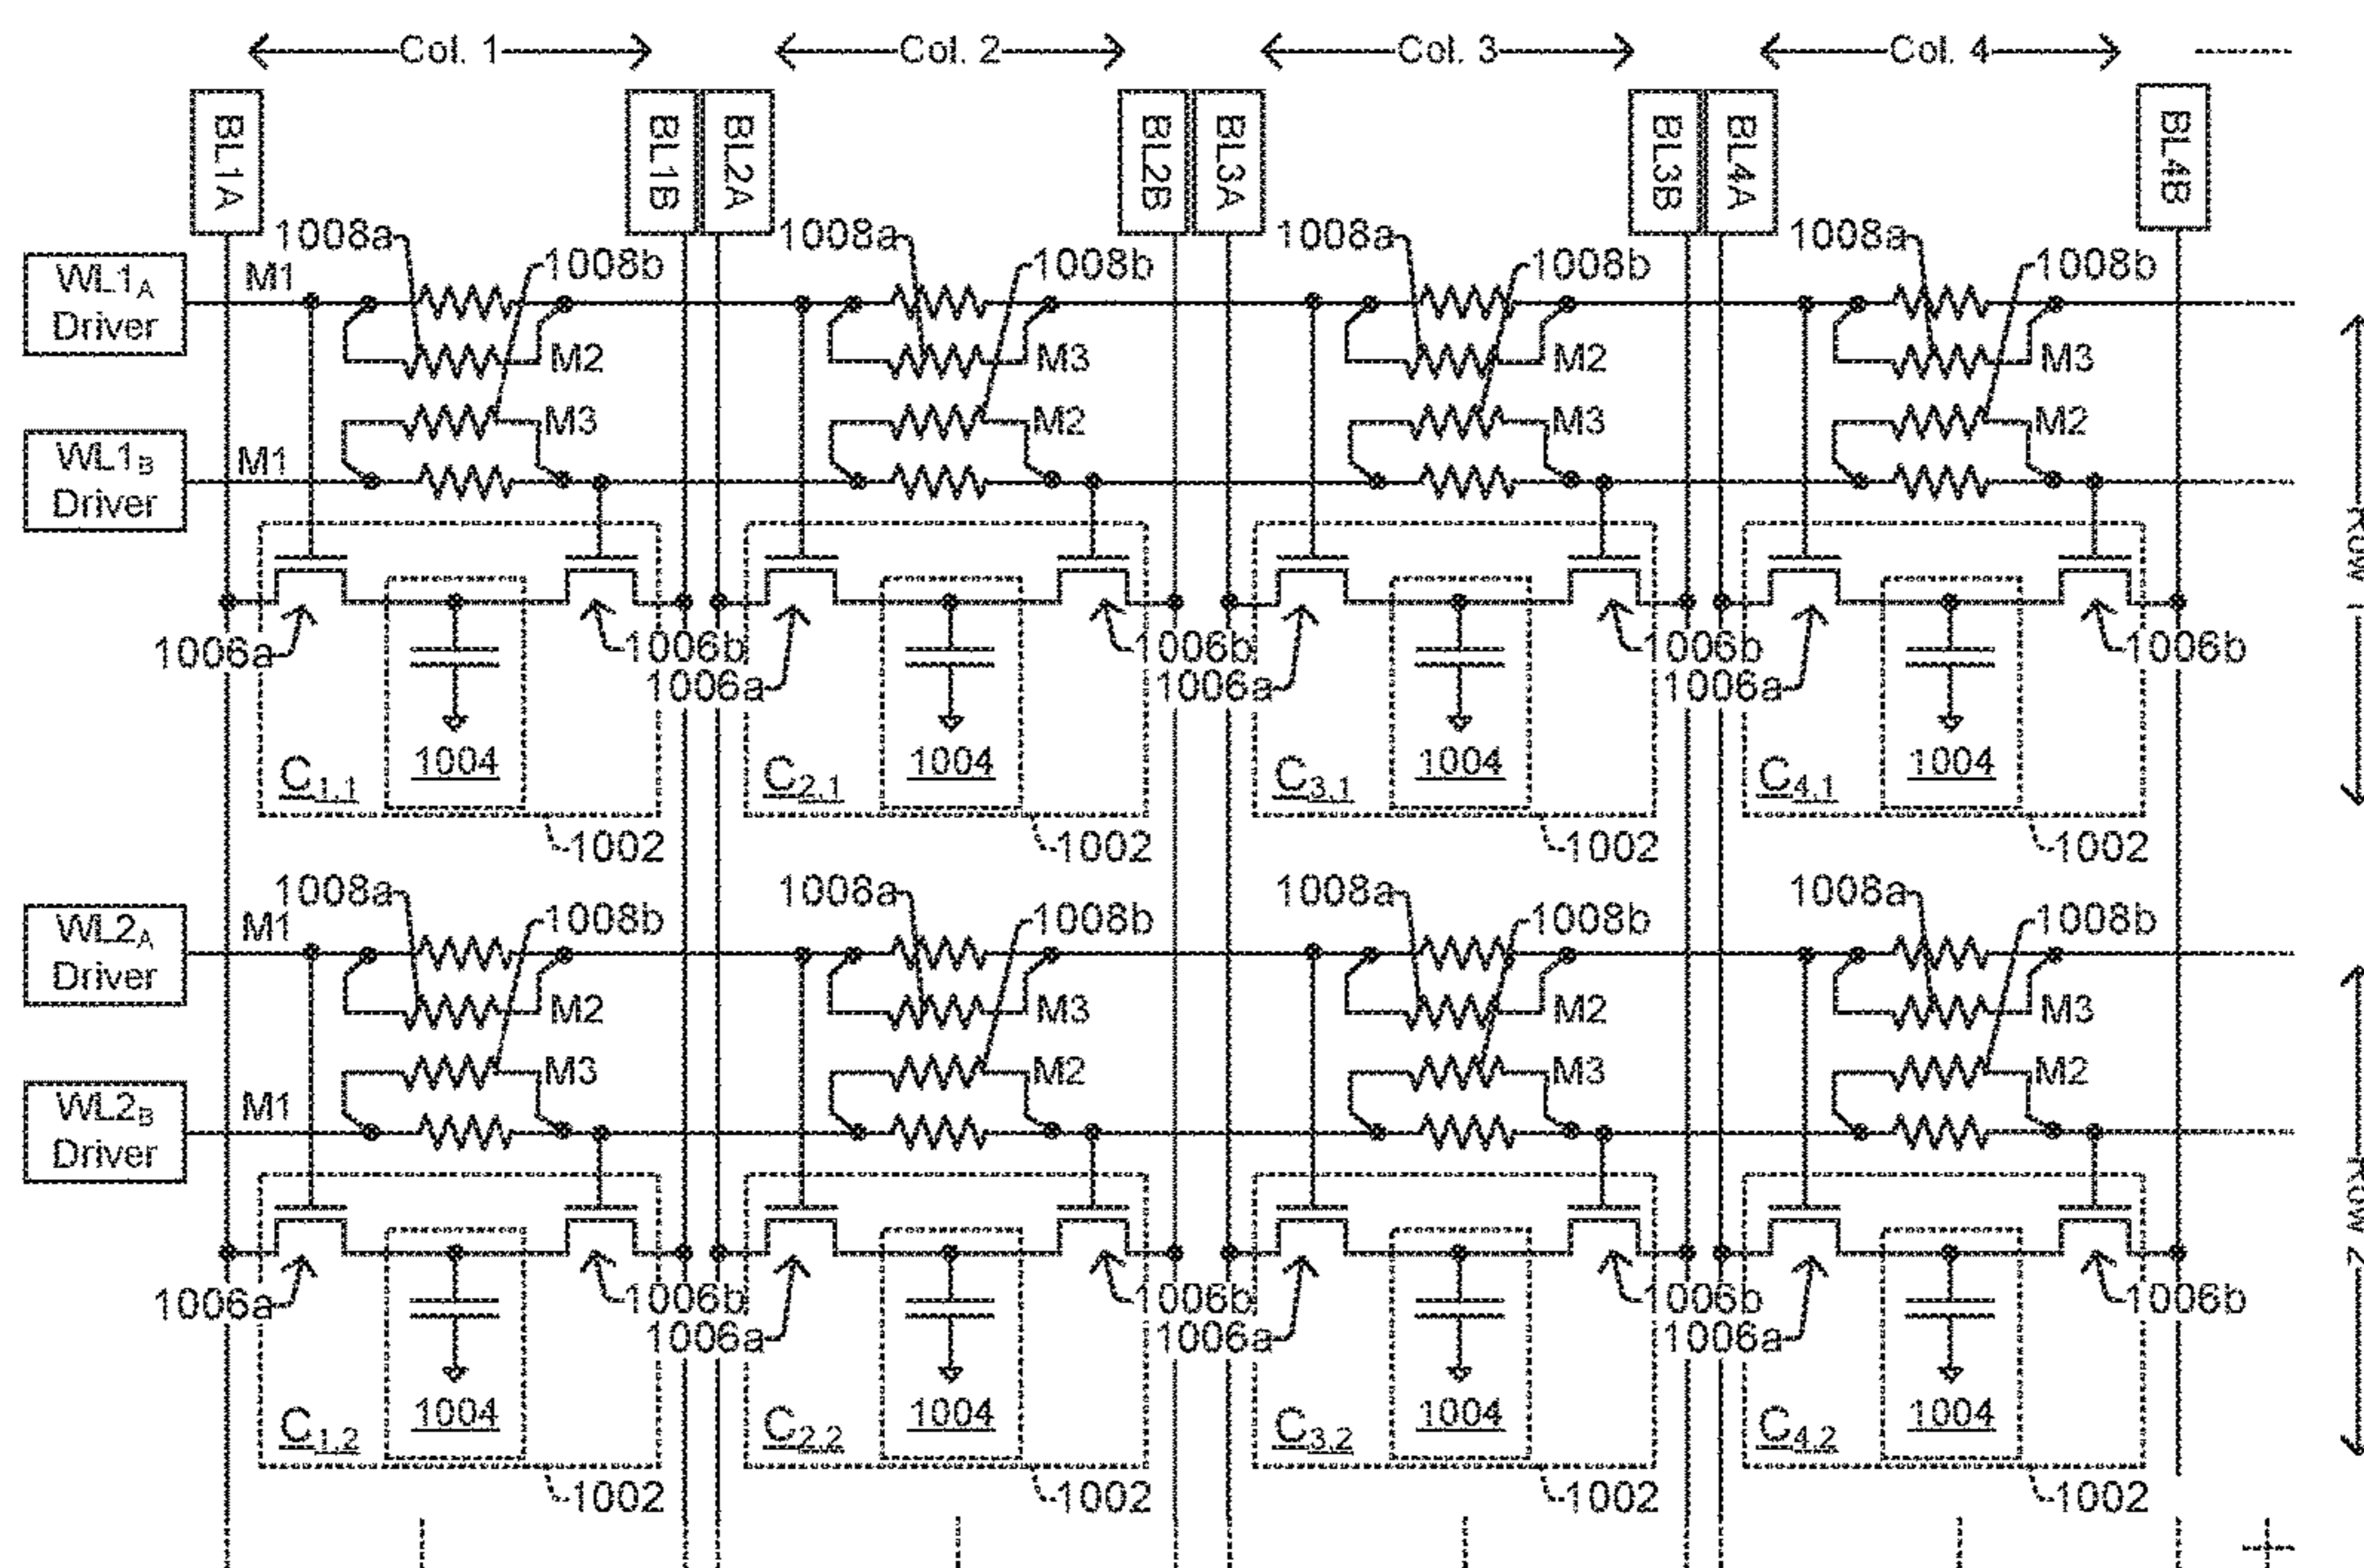 Col. 1 Col. 2 Col. 3 Col. 4
BL1A BL1B BL2A BL2B BL3A BL3B BL4A BL4B
1008a 1008a 1008a 1008a
1008b 1008b 1008b 1008b
WL1A Driver
M1
M2 M3 M2 M3
M3 M2 M3 M2
WL1B Driver
M1
Row 1
1006a 1006b 1006b 1006b 1006b
1006a 1006a 1006a
1004 1004 1004 1004
C1,1 C2,1 C3,1 C4,1
1002 1002 1002 1002
1008a 1008a 1008a 1008a
1008b 1008b 1008b 1008b
WL2A Driver
M1
M2 M3 M2 M3
M3 M2 M3 M2
WL2B Driver
M1
Row 2
1006a 1006b 1006b 1006b 1006b
1006a 1006a 1006a
1004 1004 1004 1004
C1,2 C2,2 C3,2 C4,2
1002 1002 1002 1002